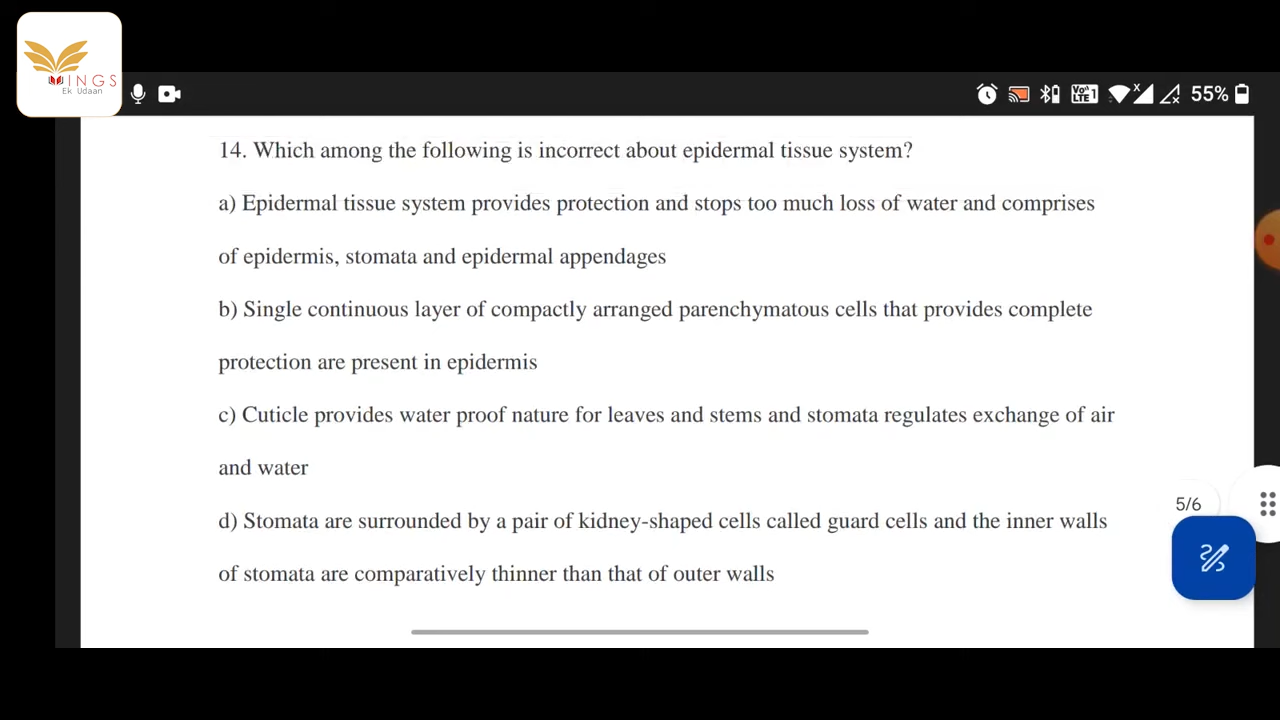 WINGS
Ek Udaan
VoLTE 1
55%
14. Which among the following is incorrect about epidermal tissue system?
a) Epidermal tissue system provides protection and stops too much loss of water and comprises
of epidermis, stomata and epidermal appendages
b) Single continuous layer of compactly arranged parenchymatous cells that provides complete
protection are present in epidermis
c) Cuticle provides water proof nature for leaves and stems and stomata regulates exchange of air
and water
5/6
d) Stomata are surrounded by a pair of kidney-shaped cells called guard cells and the inner walls
of stomata are comparatively thinner than that of outer walls